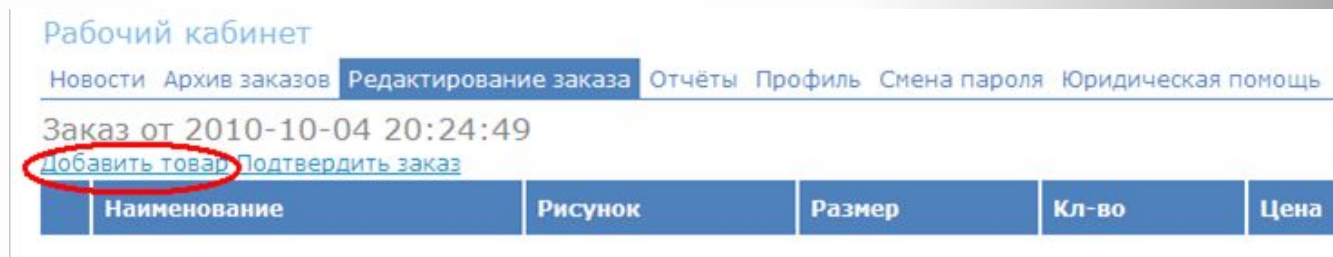 Рабочий кабинет
Новости Архив заказов Редактирование заказа Отчёты Профиль Смена пароля Юридическая помощь
Заказ от 2010-10-04 20:24:49
Добавить товар Подтвердить заказ
Наименование Рисунок Размер Кл-во Цена